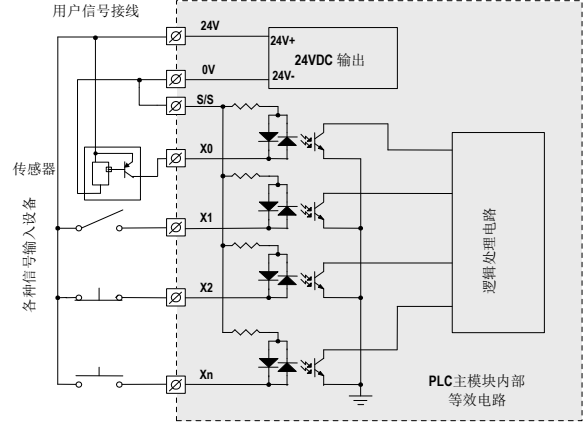 用户信号接线
24V
24V+
24VDC 输出
0V
24V-
S/S
X0
传感器
X1
各种信号输入设备
逻辑处理电路
X2
Xn
PLC主模块内部
等效电路